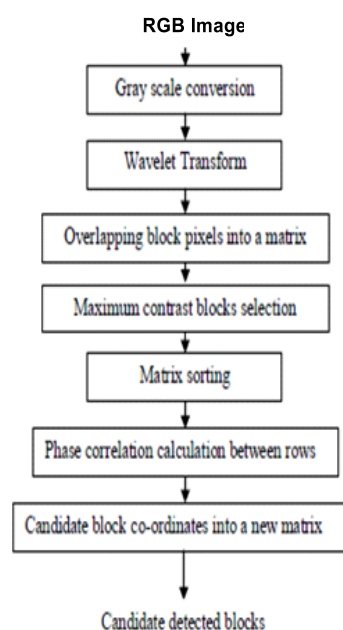 RGB Image
Gray scale conversion
Wavelet Transform
Overlapping block pixels into a matrix
Maximum contrast blocks selection
Matrix sorting
Phase correlation calculation between rows
Candidate block co-ordinates into a new matrix
Candidate detected blocks